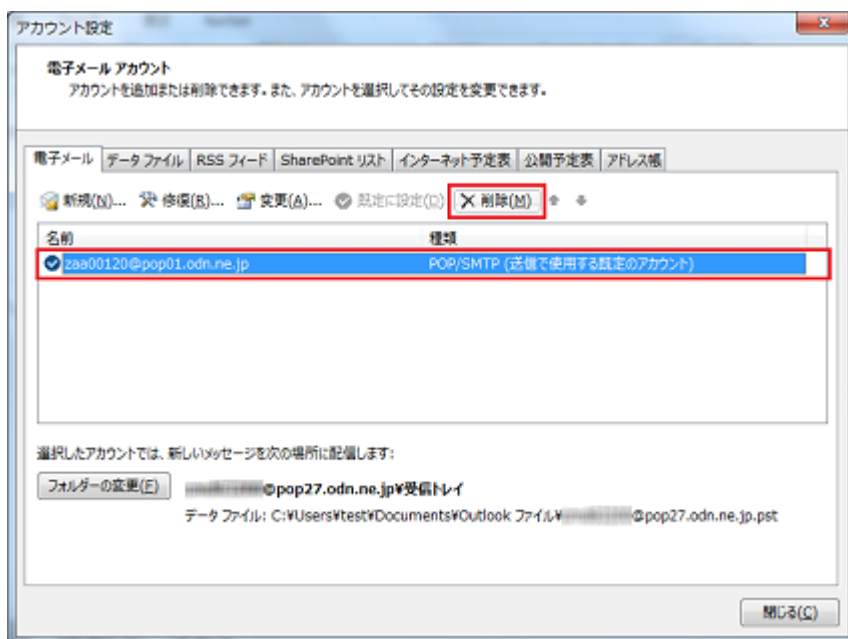 アカウント設定
電子メール アカウント
アカウントを追加または削除できます。また、アカウントを選択してその設定を変更できます。
電子メール データ ファイル RSS フィード SharePoint リスト インターネット予定表 公開予定表 アドレス帳
新規(N)... 修復(R)... 変更(A)... 既定に設定(D) 削除(M)
名前 種類
zaa00120@pop01.odn.ne.jp POP/SMTP (送信で使用する既定のアカウント)
選択したアカウントでは、新しいメッセージを次の場所に配信します:
フォルダーの変更(F) @pop27.odn.ne.jp¥受信トレイ
データ ファイル: C:¥Users¥test¥Documents¥Outlook ファイル¥ @pop27.odn.ne.jp.pst
閉じる(C)